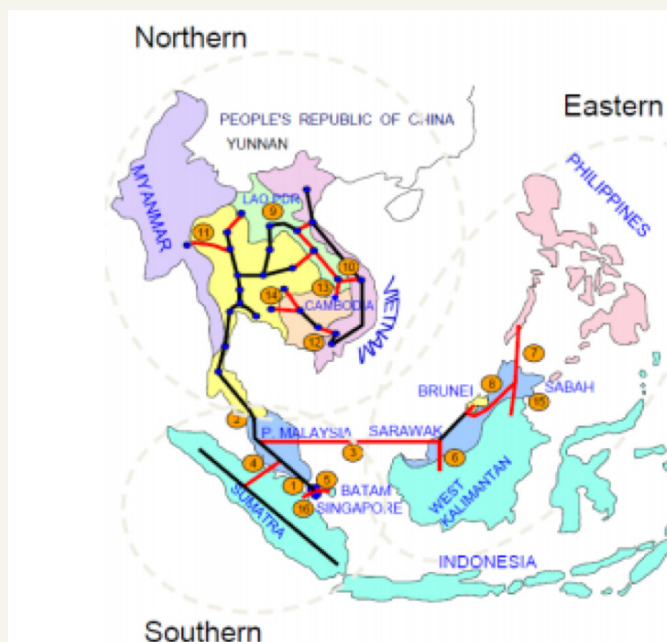 Northern
Eastern
PEOPLE'S REPUBLIC OF CHINA
YUNNAN
PHILIPPINES
MYANMAR
LAO PDR
9
11
10
13
14
CAMBODIA
VIETNAM
12
7
BRUNEI
8
SABAH
15
2
P. MALAYSIA
SARAWAK
3
6
4
1
5
BATAM
16
SINGAPORE
SUMATRA
WEST
KALIMANTAN
INDONESIA
Southern